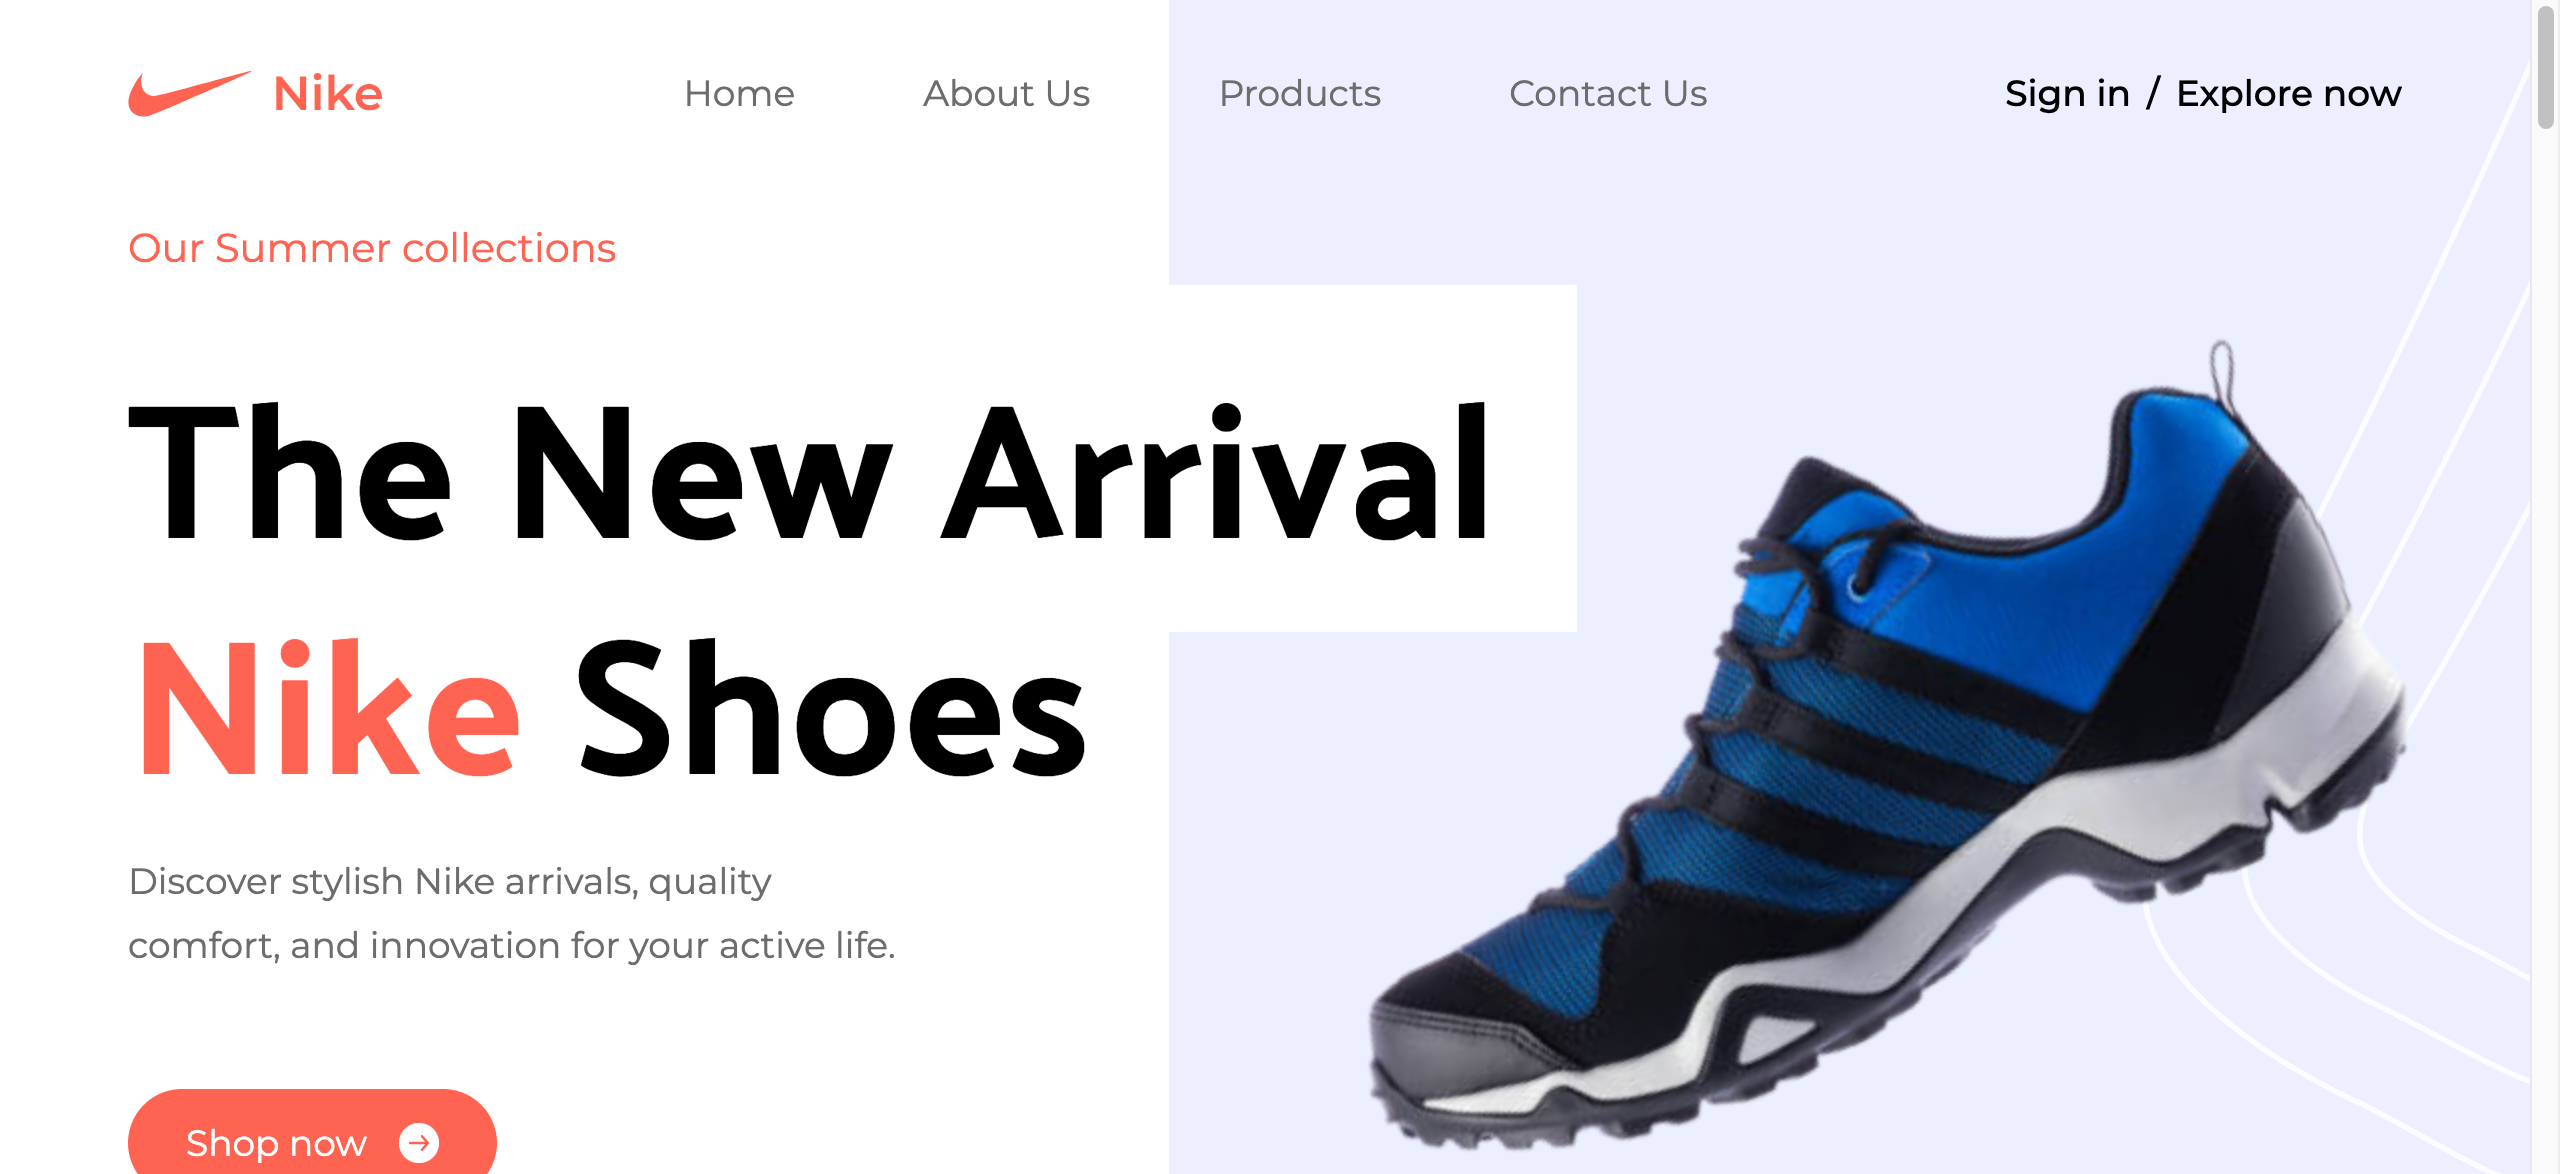 Nike
Home
About Us
Products
Contact Us
Sign in / Explore now
Our Summer collections
The New Arrival
Nike Shoes
Discover stylish Nike arrivals, quality
comfort, and innovation for your active life.
Shop now